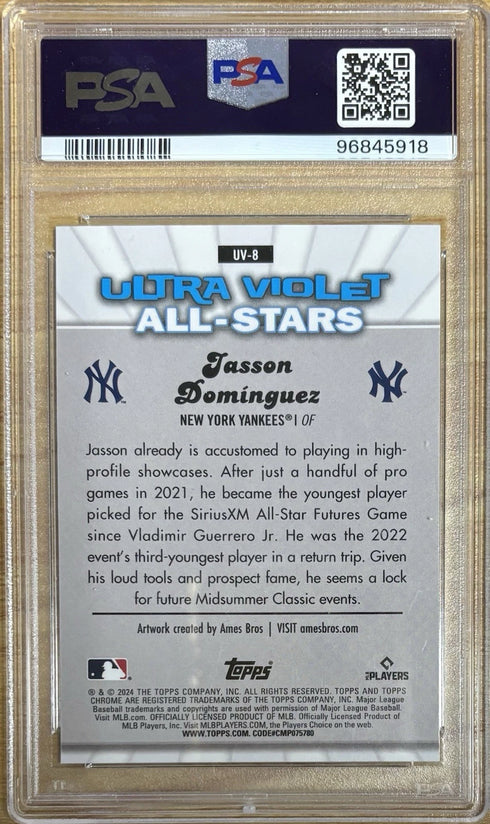 PSA
PSA
96845918
UV-8
ULTRA VIOLET
ALL-STARS
Jasson
Domínguez
NEW YORK YANKEES® | OF
Jasson already is accustomed to playing in high-
profile showcases. After just a handful of pro
games in 2021, he became the youngest player
picked for the SiriusXM All-Star Futures Game
since Vladimir Guerrero Jr. He was the 2022
event's third-youngest player in a return trip. Given
his loud tools and prospect fame, he seems a lock
for future Midsummer Classic events.
Artwork created by Ames Bros | VISIT amesbros.com
topps
PLAYERS
® & © 2024 THE TOPPS COMPANY, INC. ALL RIGHTS RESERVED. TOPPS AND TOPPS
CHROME ARE REGISTERED TRADEMARKS OF THE TOPPS COMPANY, INC. Major League
Baseball trademarks and copyrights are used with permission of Major League Baseball.
Visit MLB.com. OFFICIALLY LICENSED PRODUCT OF MLB. Officially Licensed Product of
MLB Players, Inc. Visit MLBPLAYERS.COM, the Players Choice on the web.
WWW.TOPPS.COM. CODE#CMP075780